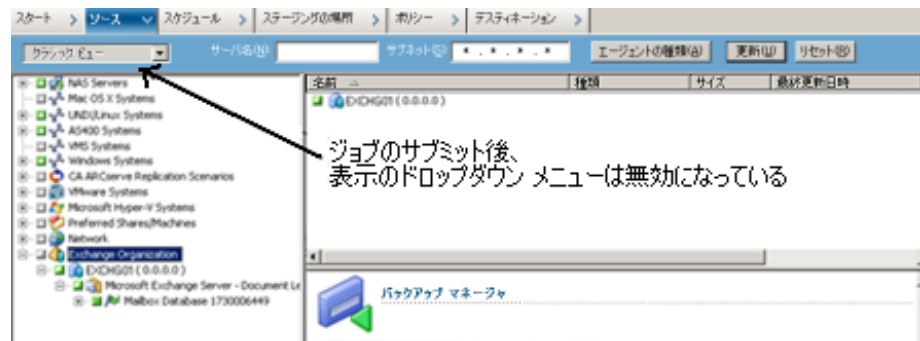 スタート > ソース スケジュール > ステージングの場所 > ポリシー > デスティネーション >
クラシック ビュー サーバ名(N) サブネット(S) * . * . * . * エージェントの種類(A) 更新(U) リセット(R)
名前 種類 サイズ 最終更新日時
NAS Servers
Mac OS X Systems
UNIX/Linux Systems
AS400 Systems
VMS Systems
Windows Systems
CA ARCserve Replication Scenarios
VMware Systems
Microsoft Hyper-V Systems
Preferred Shares/Machines
Network
Exchange Organization
EXCHG01 ( 0.0.0.0 )
Microsoft Exchange Server - Document Le
Mailbox Database 1730006449
EXCHG01 ( 0.0.0.0 )
ジョブのサブミット後、
表示のドロップダウン メニューは無効になっている
バックアップ マネージャ